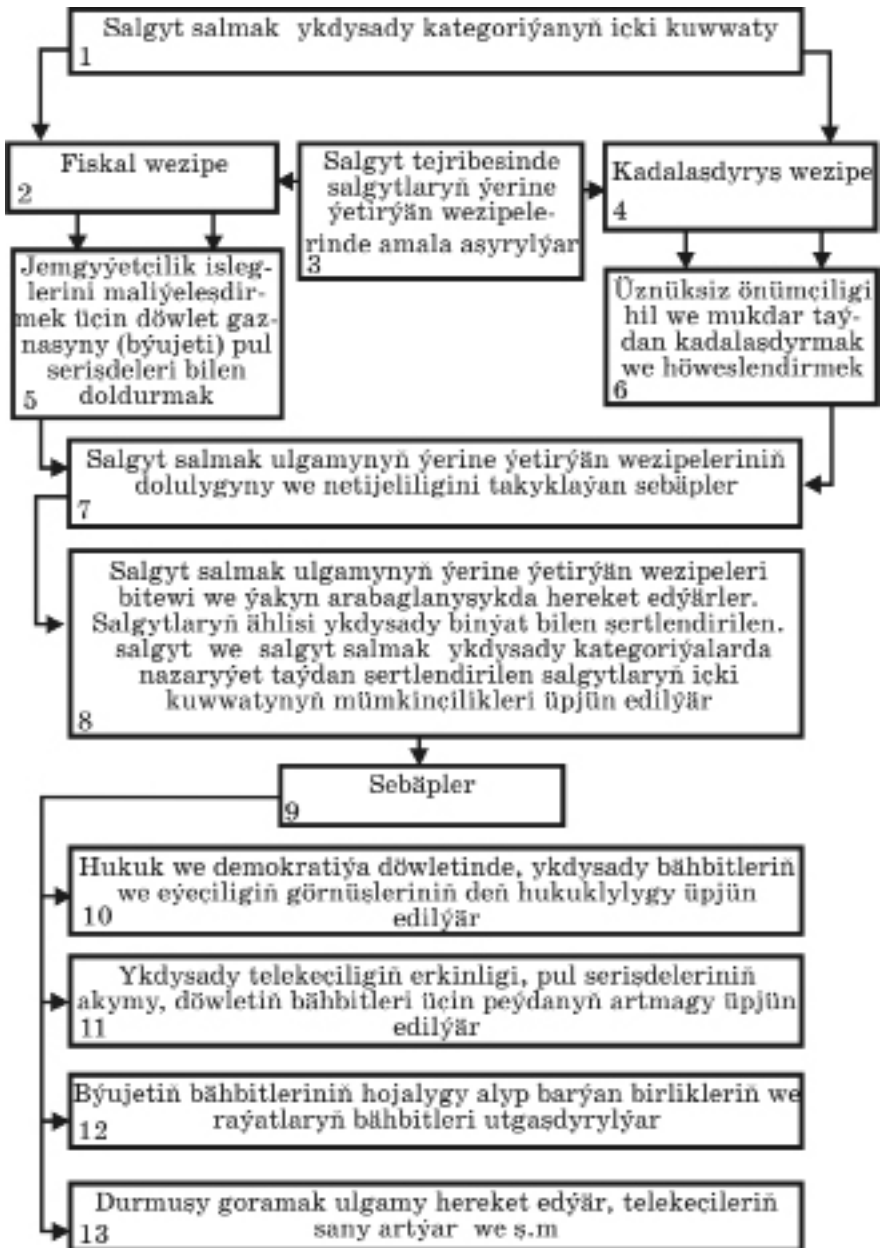 Salgyt salmak ykdysady kategoriýanyň içki kuwwaty
1
Fiskal wezipe
2
Salgyt tejribesinde
salgytlaryň ýerine
ýetirýän wezipele-
rinde amala aşyrylýar
3
Kadalaşdyryş wezipe
4
Jemgyýetçilik isleg-
lerini maliýeleşdir-
mek üçin döwlet gaz-
nasyny (býujeti) pul
serişdeleri bilen
doldurmak
5
Üznüksiz önümçiligi
hil we mukdar taý-
dan kadalaşdyrmak
we höweslendirmek
6
Salgyt salmak ulgamynyň ýerine ýetirýän wezipeleriniň
dolulygyny we netijeliligini takyklaýan sebäpler
7
Salgyt salmak ulgamynyň ýerine ýetirýän wezipeleri
bitewi we ýakyn arabaglanyşykda hereket edýärler.
Salgytlaryň ählisi ykdysady binýat bilen şertlendirilen.
salgyt we salgyt salmak ykdysady kategoriýalarda
nazaryýet taýdan şertlendirilen salgytlaryň içki
kuwwatynyň mümkinçilikleri üpjün edilýär
8
Sebäpler
9
Hukuk we demokratiýa döwletinde, ykdysady bähbitleriň
we eýeçiligiň görnüşleriniň deň hukuklylygy üpjün
edilýär
10
Ykdysady telekeçiligiň erkinligi, pul serişdeleriniň
akymy, döwletiň bähbitleri üçin peýdanyň artmagy üpjün
edilýär
11
Býujetiň bähbitleriniň hojalygy alyp barýan birlikleriň we
raýatlaryň bähbitleri utgaşdyrylýar
12
Durmuşy goramak ulgamy hereket edýär, telekeçileriň
sany artýar we ş.m
13